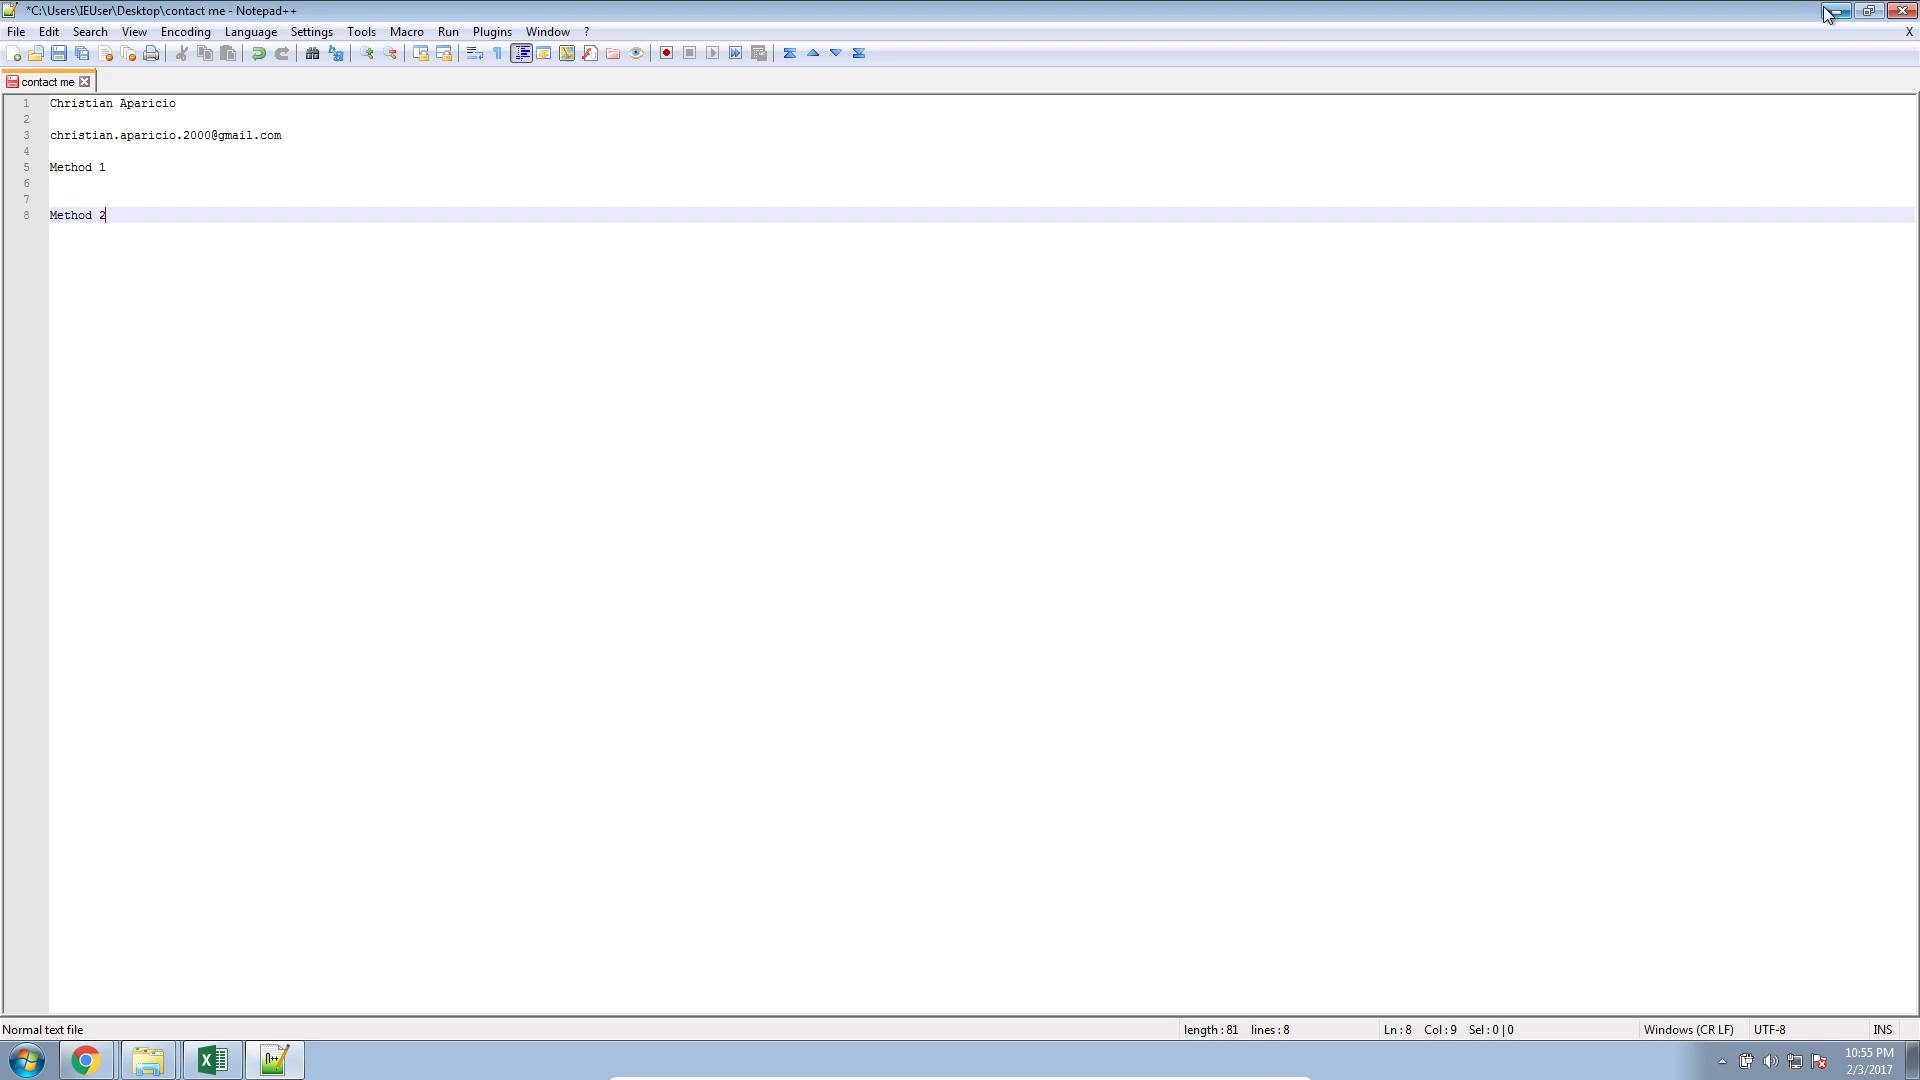 *C:\Users\IEUser\Desktop\contact me - Notepad++
File Edit Search View Encoding Language Settings Tools Macro Run Plugins Window ? X
contact me
1 Christian Aparicio
2
3 christian.aparicio.2000@gmail.com
4
5 Method 1
6
7
8 Method 2
Normal text file length : 81 lines : 8 Ln : 8 Col : 9 Sel : 0 | 0 Windows (CR LF) UTF-8 INS
10:55 PM
2/3/2017